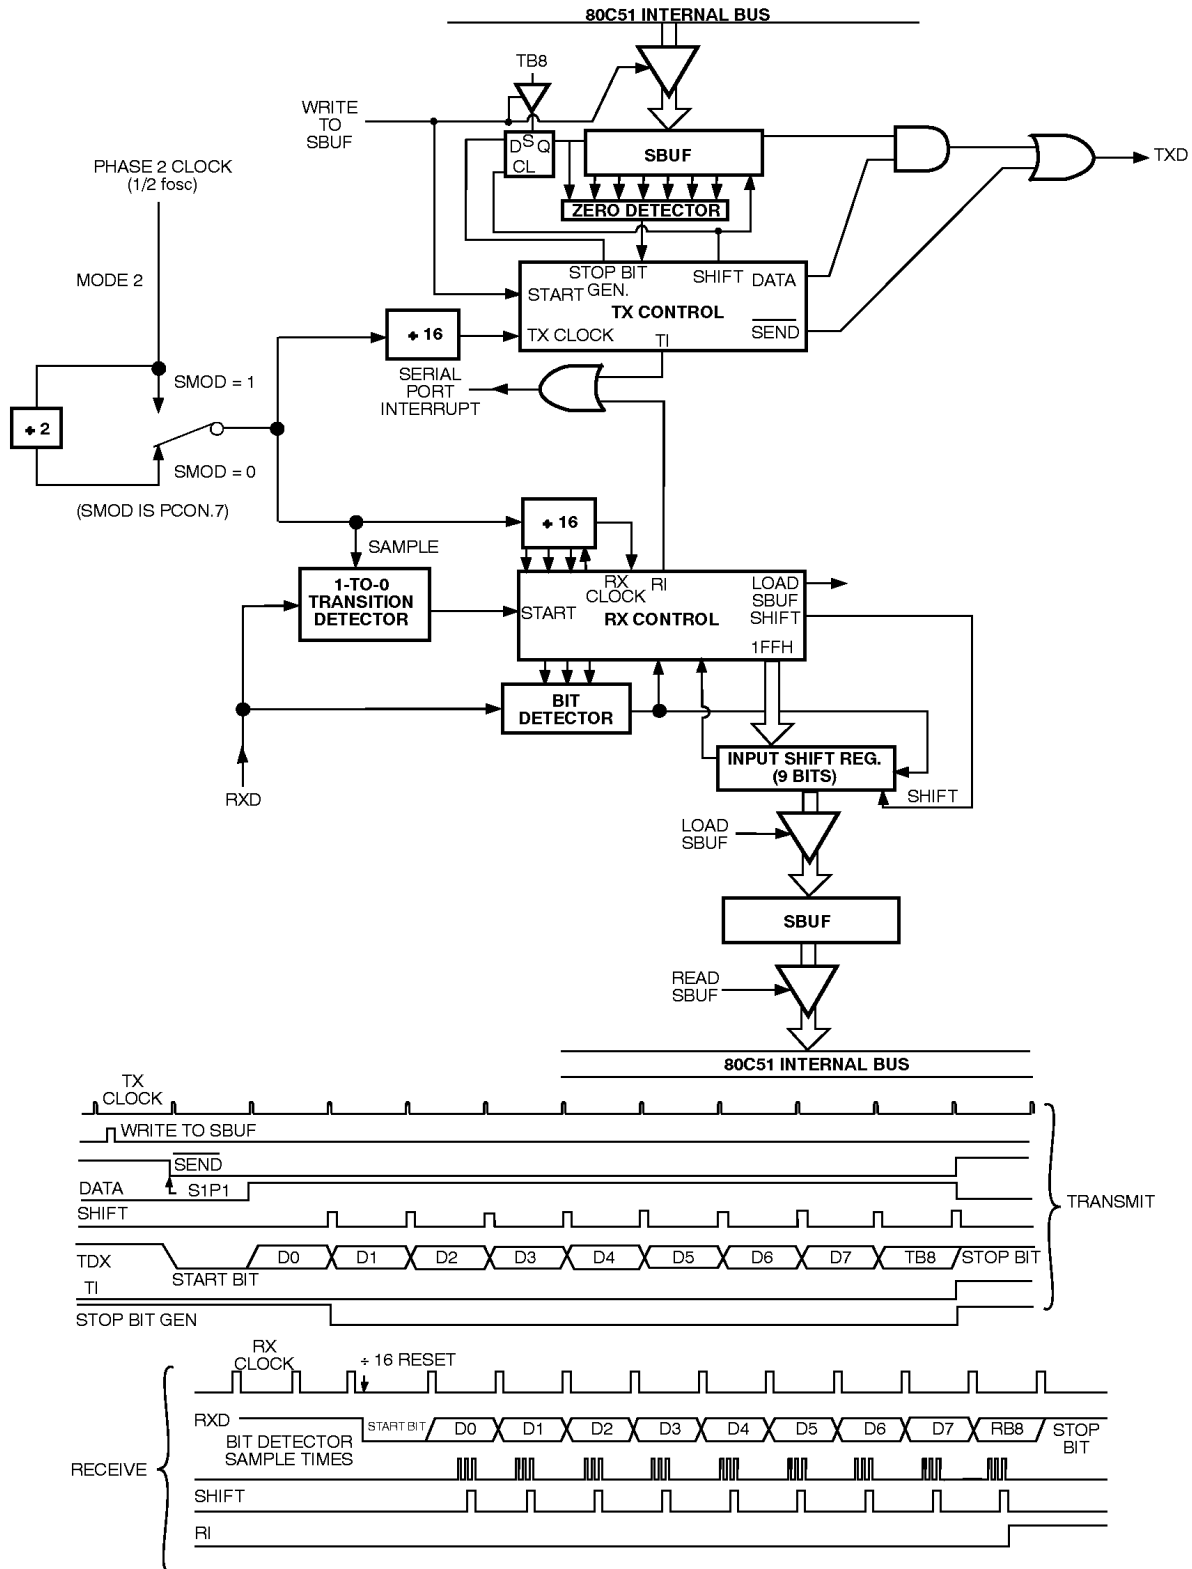 80C51 INTERNAL BUS
TB8
WRITE
TO
SBUF
D S Q
CL
SBUF
TXD
PHASE 2 CLOCK
(1/2 fosc)
ZERO DETECTOR
MODE 2
STOP BIT
GEN.
SHIFT
DATA
START
TX CONTROL
SEND
÷ 16
TX CLOCK
TI
SMOD = 1
SERIAL
PORT
INTERRUPT
÷ 2
SMOD = 0
(SMOD IS PCON.7)
÷ 16
SAMPLE
1-TO-0
TRANSITION
DETECTOR
RX
CLOCK
RI
LOAD
SBUF
START
RX CONTROL
SHIFT
1FFH
BIT
DETECTOR
INPUT SHIFT REG.
(9 BITS)
RXD
SHIFT
LOAD
SBUF
SBUF
READ
SBUF
80C51 INTERNAL BUS
TX
CLOCK
WRITE TO SBUF
SEND
DATA
S1P1
TRANSMIT
SHIFT
TDX
START BIT
D0 D1 D2 D3 D4 D5 D6 D7 TB8 STOP BIT
TI
STOP BIT GEN
RX
CLOCK
÷ 16 RESET
RXD
START BIT D0 D1 D2 D3 D4 D5 D6 D7 RB8 STOP
BIT
BIT DETECTOR
SAMPLE TIMES
RECEIVE
SHIFT
RI